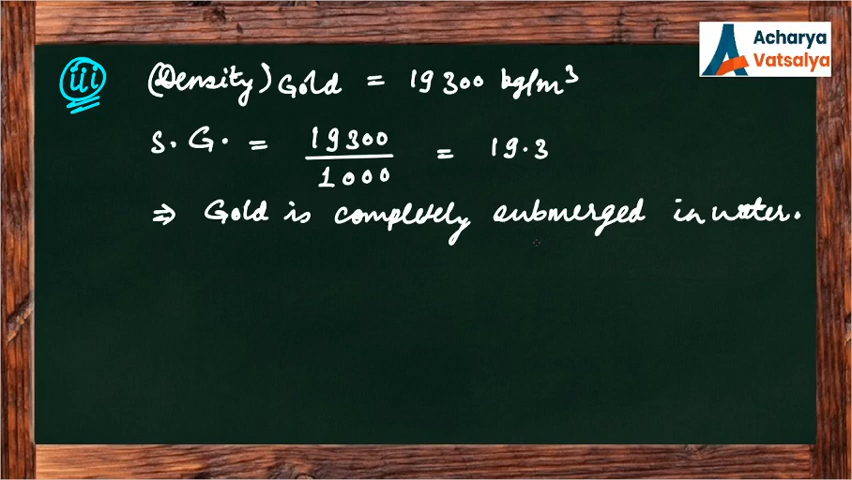 Acharya
Vatsalya
iii (Density) Gold = 19300 kg/m³
S. G. = 19300/1000 = 19.3
⇒ Gold is completely submerged in water.